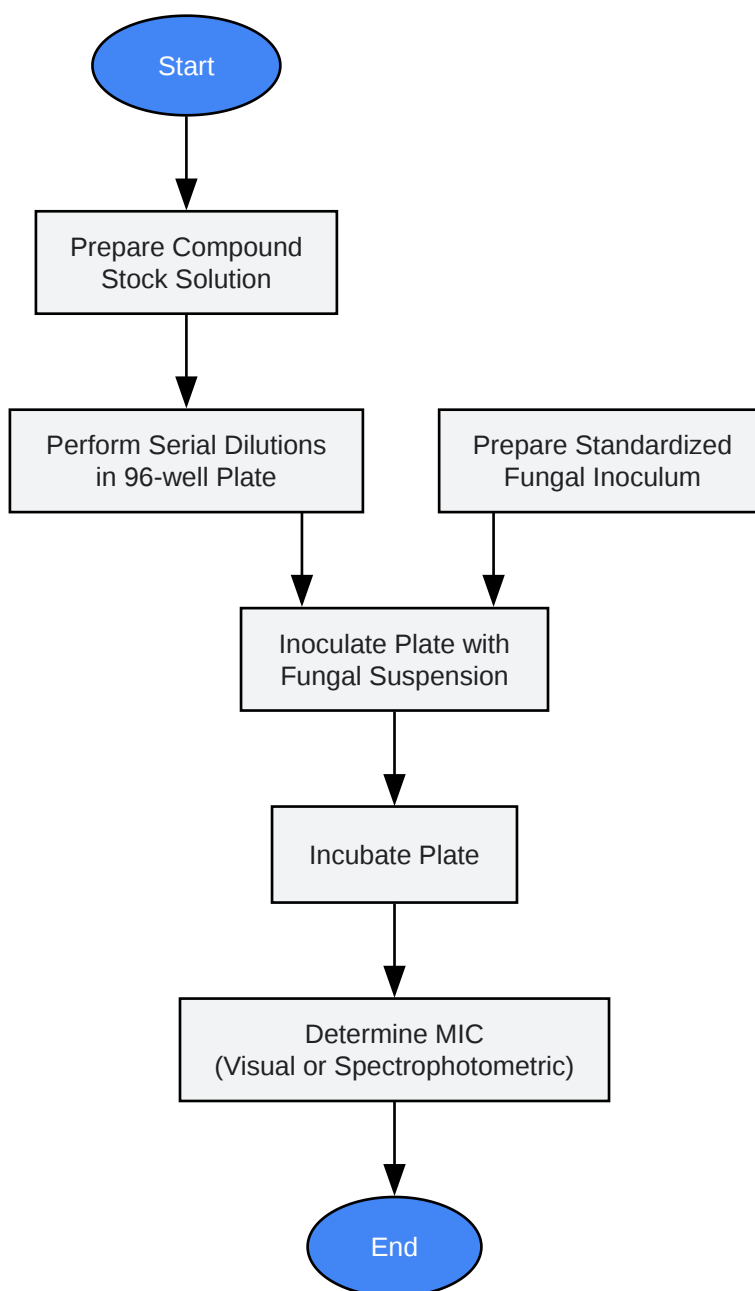 Start
Prepare Compound
Stock Solution
Perform Serial Dilutions
in 96-well Plate
Prepare Standardized
Fungal Inoculum
Inoculate Plate with
Fungal Suspension
Incubate Plate
Determine MIC
(Visual or Spectrophotometric)
End